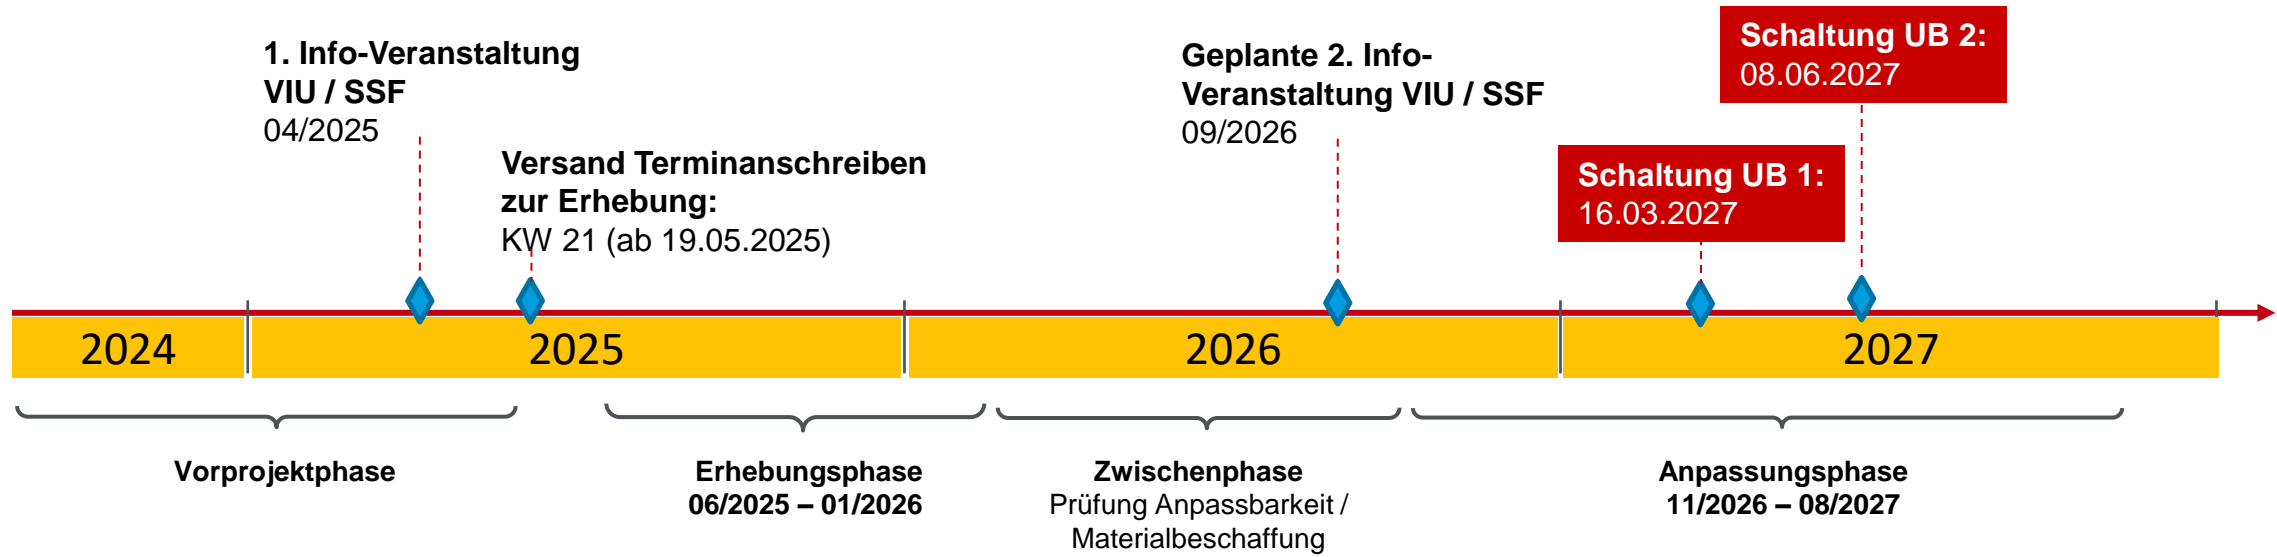 1. Info-Veranstaltung
VIU / SSF
04/2025
Versand Terminanschreiben
zur Erhebung:
KW 21 (ab 19.05.2025)
Geplante 2. Info-
Veranstaltung VIU / SSF
09/2026
Schaltung UB 1:
16.03.2027
Schaltung UB 2:
08.06.2027
2024
2025
2026
2027
Vorprojektphase
Erhebungsphase
06/2025 – 01/2026
Zwischenphase
Prüfung Anpassbarkeit /
Materialbeschaffung
Anpassungsphase
11/2026 – 08/2027